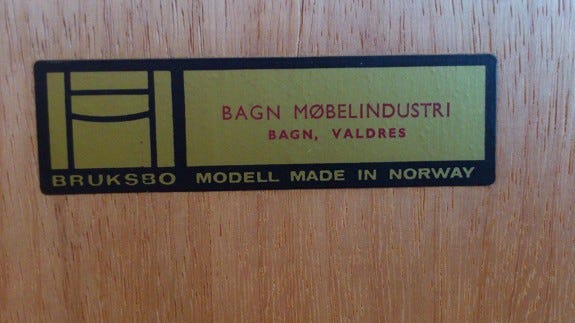 BAGN MØBELINDUSTRI
BAGN, VALDRES
BRUKSBO MODELL MADE IN NORWAY